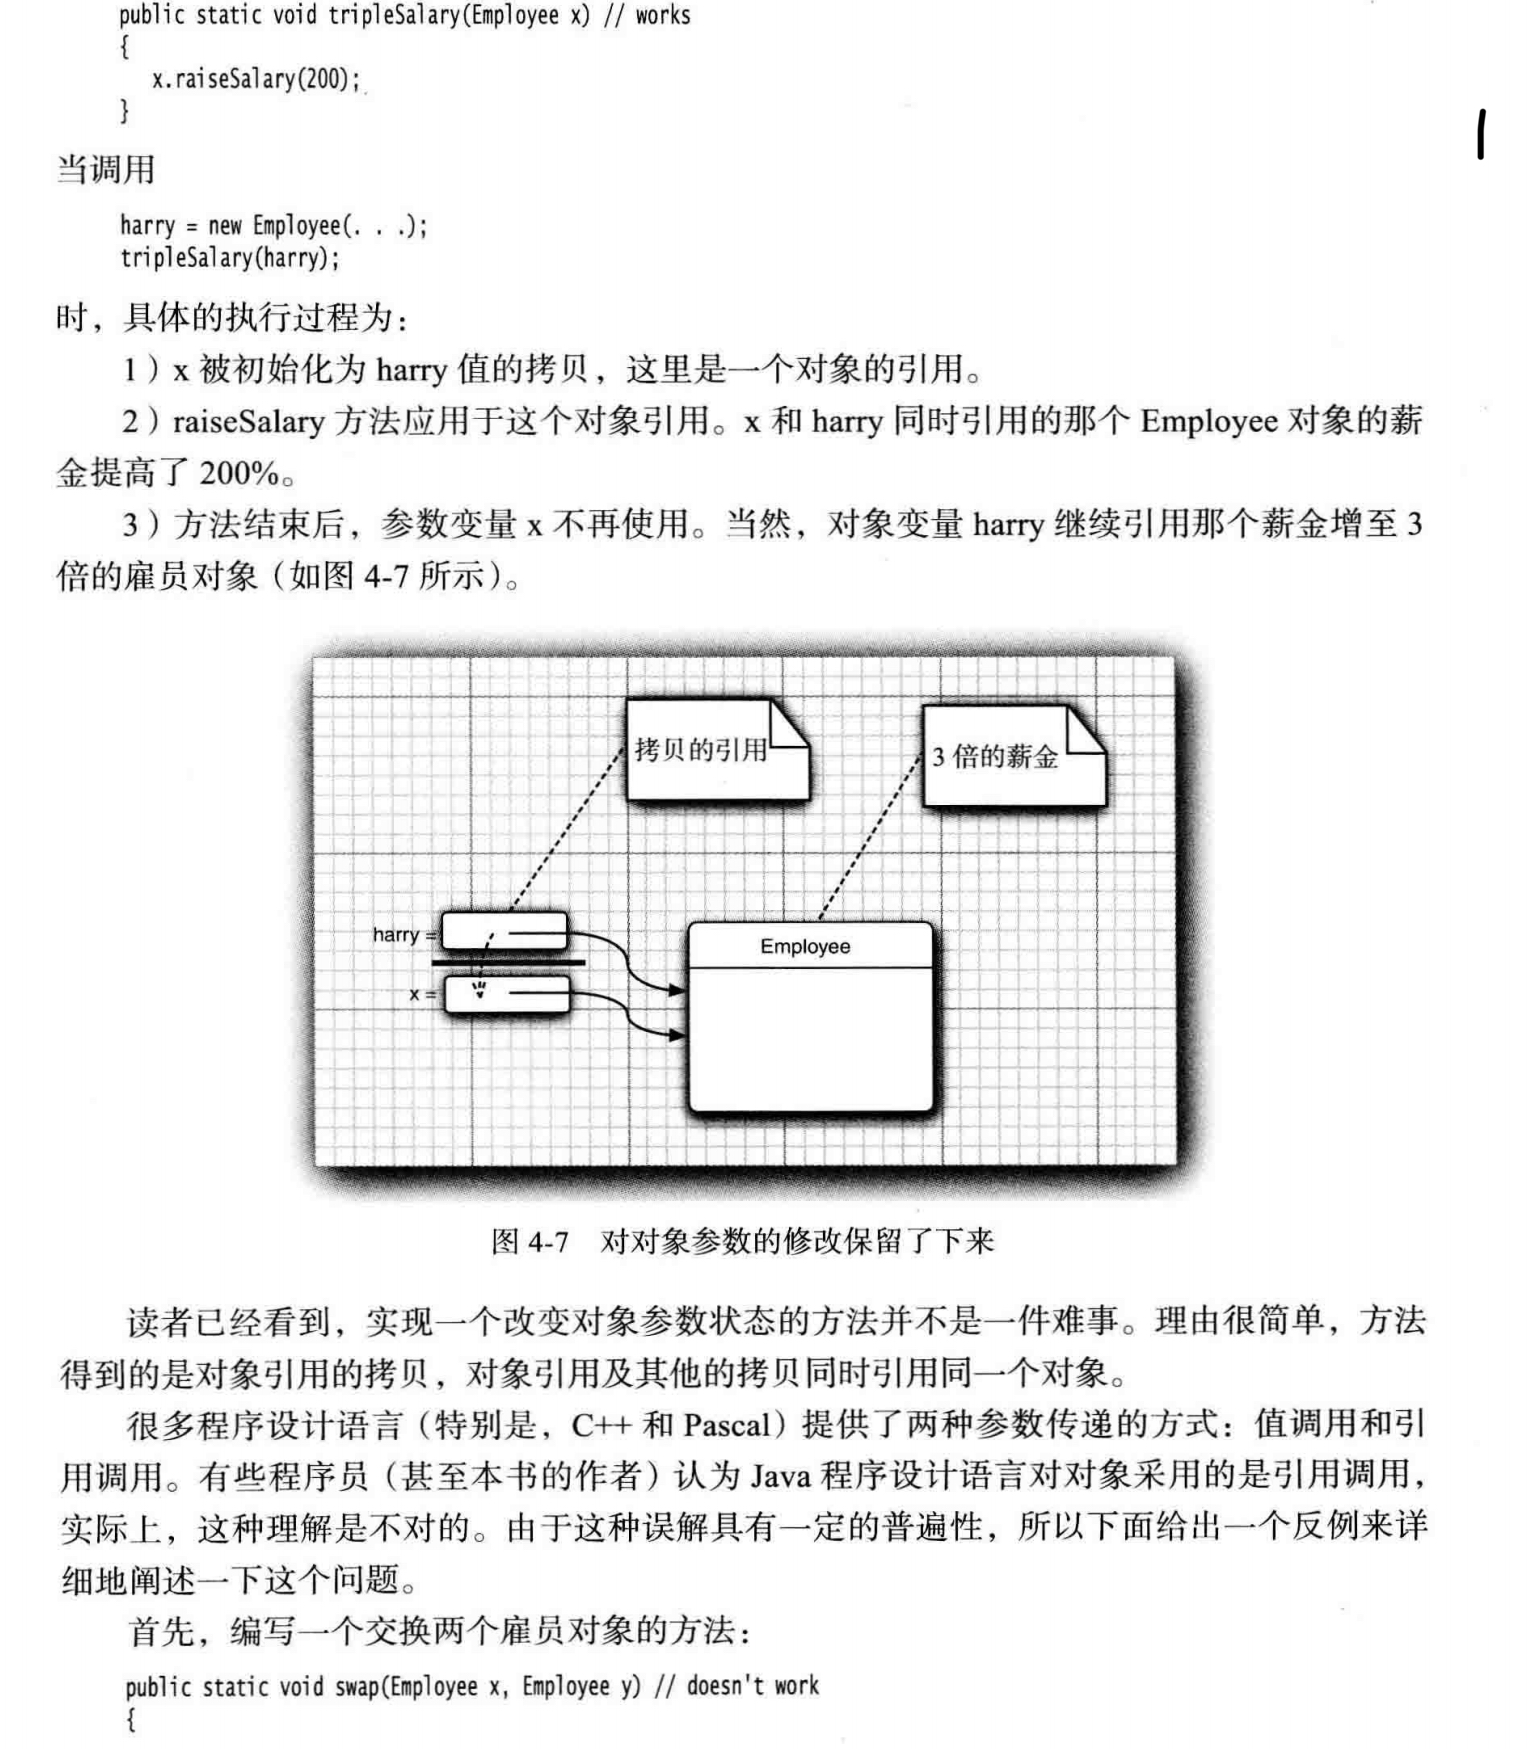 public static void tripleSalary(Employee x) // works
{
x.raiseSalary(200);
}
当调用
harry = new Employee(. . .);
tripleSalary(harry);
时，具体的执行过程为：
1）x 被初始化为 harry 值的拷贝，这里是一个对象的引用。
2）raiseSalary 方法应用于这个对象引用。x 和 harry 同时引用的那个 Employee 对象的薪
金提高了 200%。
3）方法结束后，参数变量 x 不再使用。当然，对象变量 harry 继续引用那个薪金增至 3
倍的雇员对象（如图 4-7 所示）。
拷贝的引用
3 倍的薪金
harry =
Employee
x =
图 4-7 对对象参数的修改保留了下来
读者已经看到，实现一个改变对象参数状态的方法并不是一件难事。理由很简单，方法
得到的是对象引用的拷贝，对象引用及其他的拷贝同时引用同一个对象。
很多程序设计语言（特别是，C++ 和 Pascal）提供了两种参数传递的方式：值调用和引
用调用。有些程序员（甚至本书的作者）认为 Java 程序设计语言对对象采用的是引用调用，
实际上，这种理解是不对的。由于这种误解具有一定的普遍性，所以下面给出一个反例来详
细地阐述一下这个问题。
首先，编写一个交换两个雇员对象的方法：
public static void swap(Employee x, Employee y) // doesn't work
{